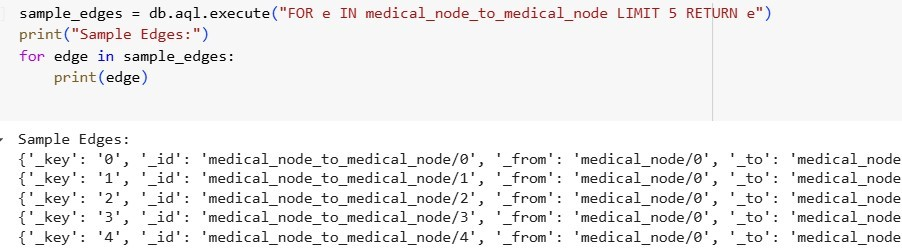 sample_edges = db.aql.execute("FOR e IN medical_node_to_medical_node LIMIT 5 RETURN e")
print("Sample Edges:")
for edge in sample_edges:
    print(edge)
Sample Edges:
{'_key': '0', '_id': 'medical_node_to_medical_node/0', '_from': 'medical_node/0', '_to': 'medical_node
{'_key': '1', '_id': 'medical_node_to_medical_node/1', '_from': 'medical_node/0', '_to': 'medical_node
{'_key': '2', '_id': 'medical_node_to_medical_node/2', '_from': 'medical_node/0', '_to': 'medical_node
{'_key': '3', '_id': 'medical_node_to_medical_node/3', '_from': 'medical_node/0', '_to': 'medical_node
{'_key': '4', '_id': 'medical_node_to_medical_node/4', '_from': 'medical_node/0', '_to': 'medical_node